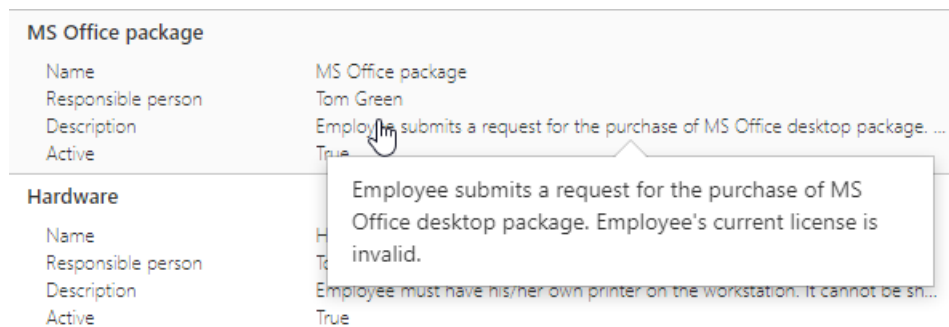 MS Office package
Name MS Office package
Responsible person Tom Green
Description Employee submits a request for the purchase of MS Office desktop package. ...
Active True
Employee submits a request for the purchase of MS
Office desktop package. Employee's current license is
invalid.
Hardware
Name
Responsible person
Description Employee must have his/her own printer on the workstation. It cannot be sh...
Active True